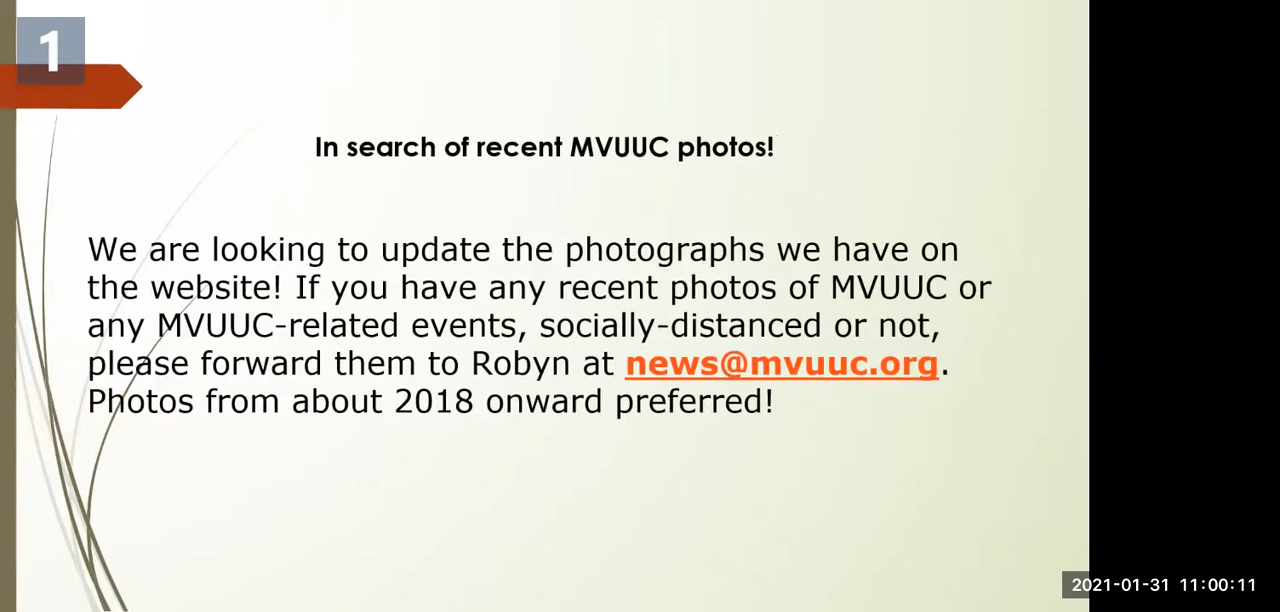 1
In search of recent MVUUC photos!
We are looking to update the photographs we have on
the website! If you have any recent photos of MVUUC or
any MVUUC-related events, socially-distanced or not,
please forward them to Robyn at news@mvuuc.org.
Photos from about 2018 onward preferred!
2021-01-31 11:00:11